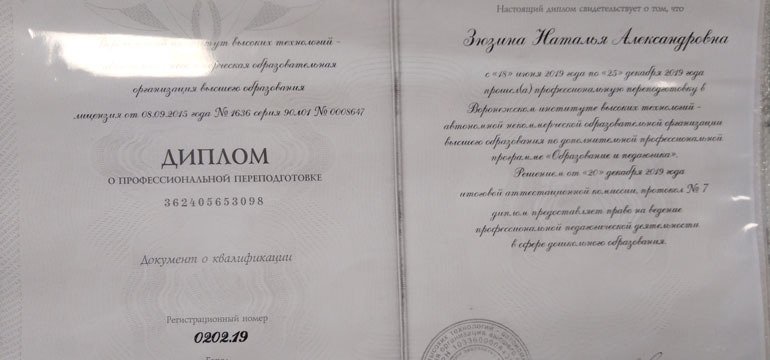 институт высоких технологий -
автономная некоммерческая образовательная
организация высшего образования
лицензия от 08.09.2015 года № 1636 серия 90Л01 № 0008647
ДИПЛОМ
О ПРОФЕССИОНАЛЬНОЙ ПЕРЕПОДГОТОВКЕ
362405653098
Документ о квалификации
Регистрационный номер
0202.19
Настоящий диплом свидетельствует о том, что
Зюзина Наталья Александровна
с «18» июня 2019 года по «25» декабря 2019 года
прошел(а) профессиональную переподготовку в
Воронежском институте высоких технологий -
автономной некоммерческой образовательной организации
высшего образования по дополнительной профессиональной
программе «Образование и педагогика».
Решением от «20» декабря 2019 года
итоговой аттестационной комиссии, протокол № 7
диплом предоставляет право на ведение
профессиональной педагогической деятельности
в сфере дошкольного образования.